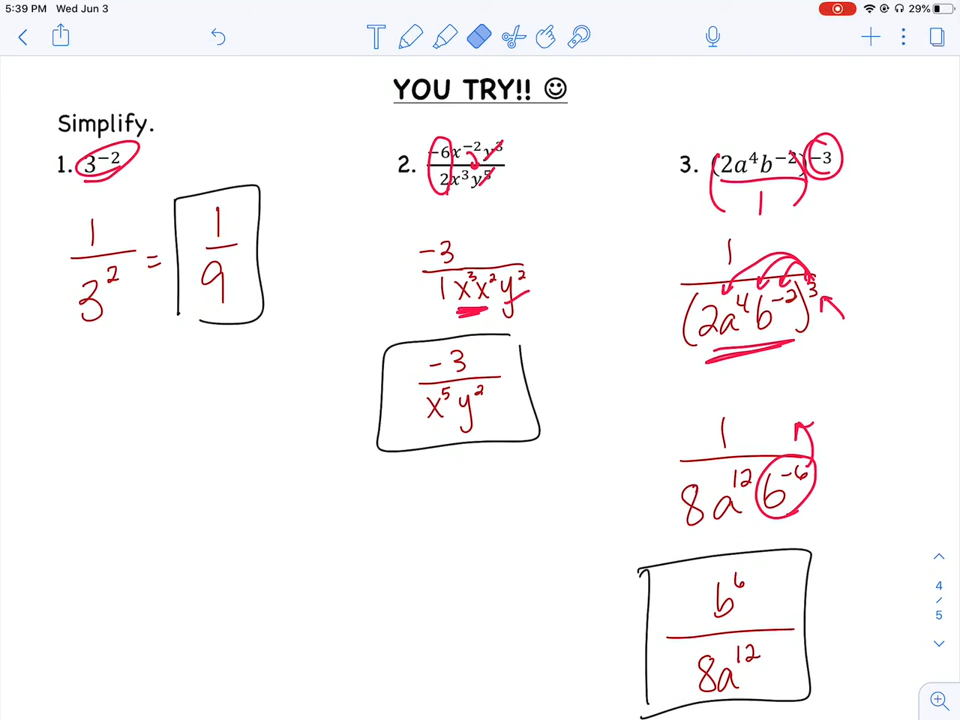 5:39 PM Wed Jun 3
29%
YOU TRY!! ☺
Simplify.
1. 3⁻²
1
3² =
1
9
2. −6x⁻²y³
2x³y⁵
−3
1x³x²y²
−3
x⁵y²
3. (2a⁴b⁻²)⁻³
1
1
(2a⁴b⁻²)³
1
8a¹²b⁻⁶
b⁶
8a¹²
4
/
5